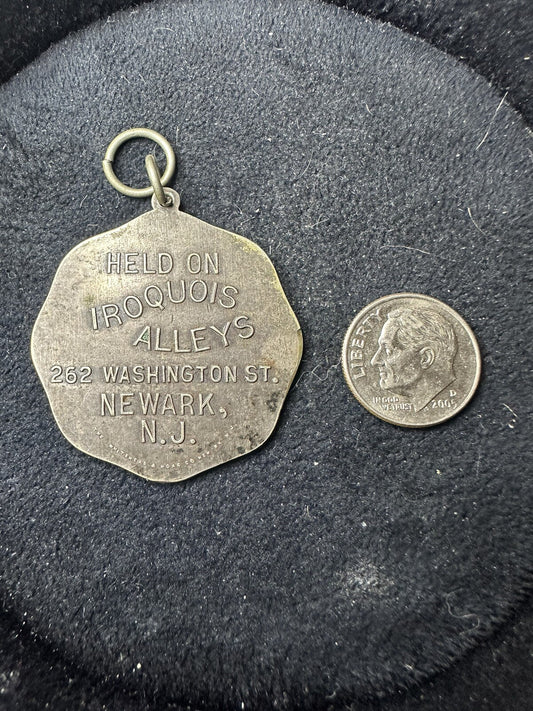 HELD ON
IROQUOIS
ALLEYS
262 WASHINGTON ST.
NEWARK,
N.J.
LIBERTY
IN GOD
WE TRUST
D
2005